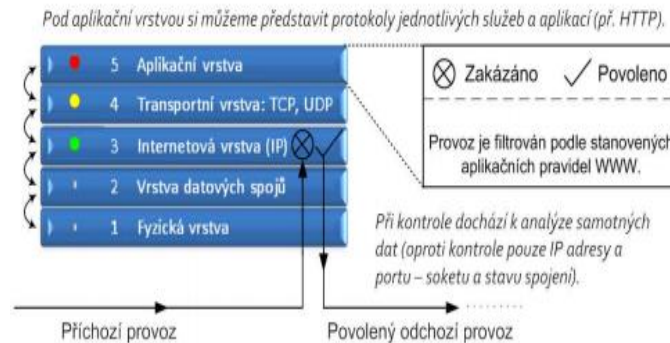 Pod aplikační vrstvou si můžeme představit protokoly jednotlivých služeb a aplikací (př. HTTP).
5 Aplikační vrstva
4 Transportní vrstva: TCP, UDP
3 Internetová vrstva (IP)
2 Vrstva datových spojů
1 Fyzická vrstva
Zakázáno Povoleno
Provoz je filtrován podle stanovených
aplikačních pravidel WWW.
Při kontrole dochází k analýze samotných
dat (oproti kontrole pouze IP adresy a
portu – soketu a stavu spojení).
Příchozí provoz
Povolený odchozí provoz